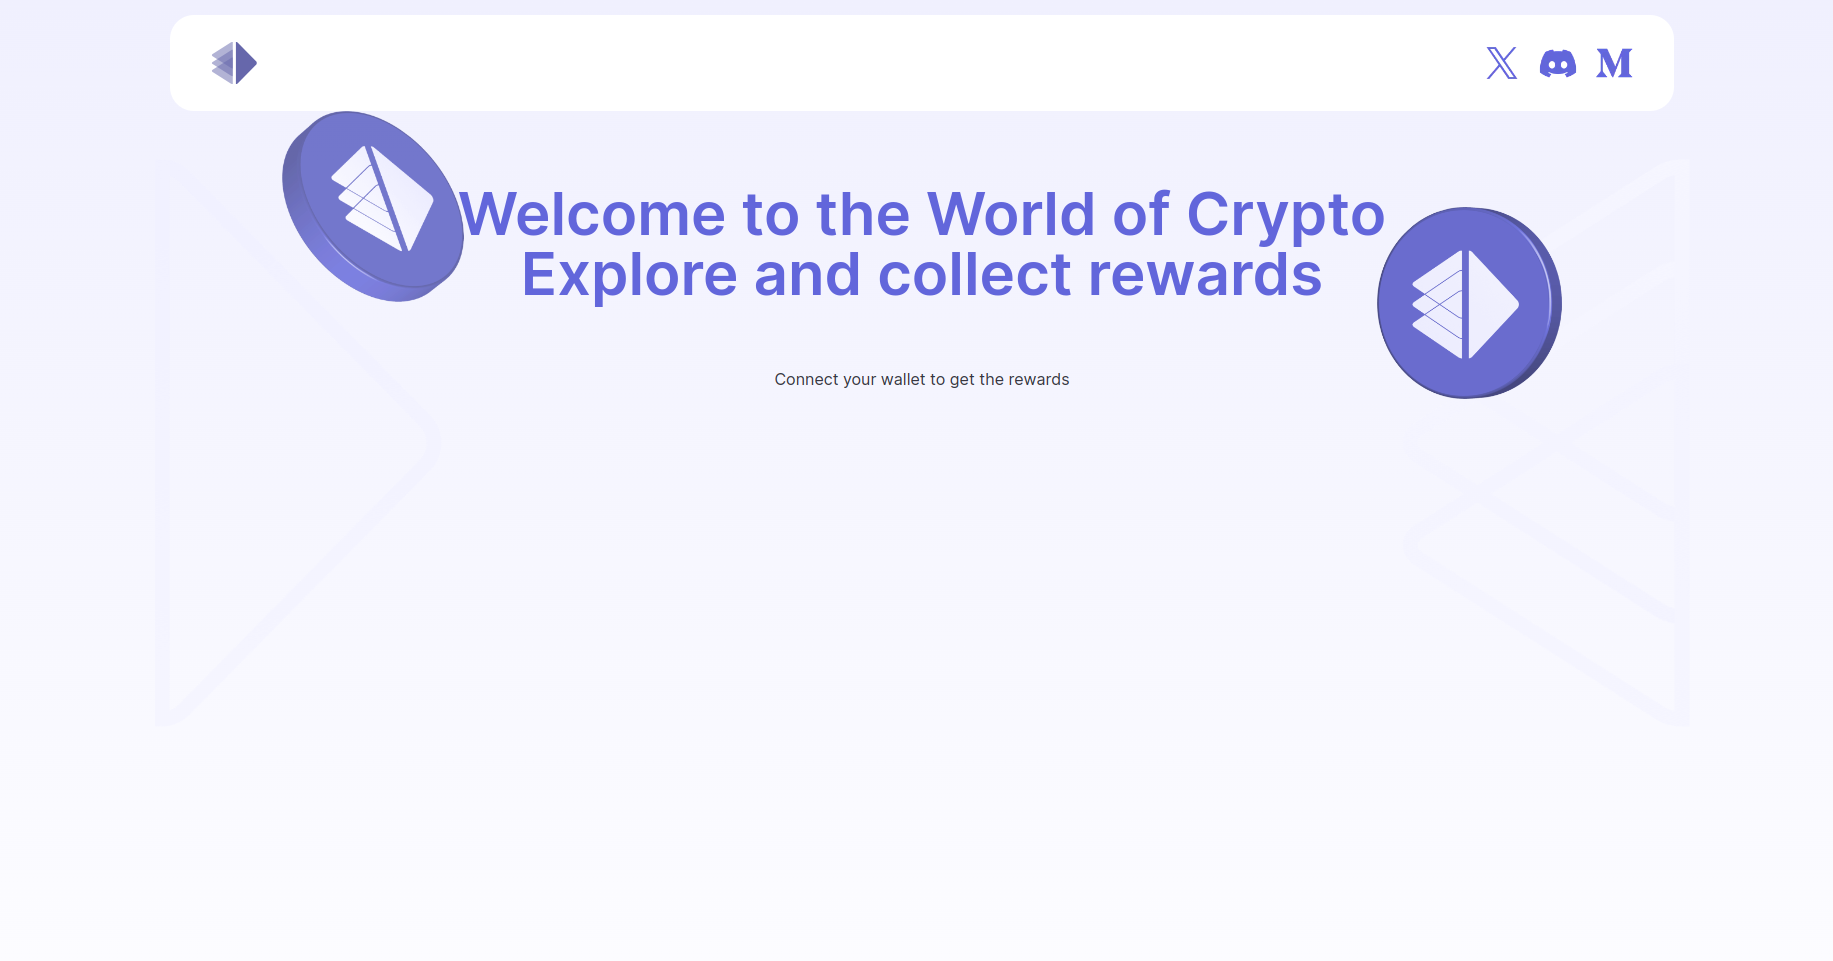 Welcome to the World of Crypto
Explore and collect rewards
Connect your wallet to get the rewards